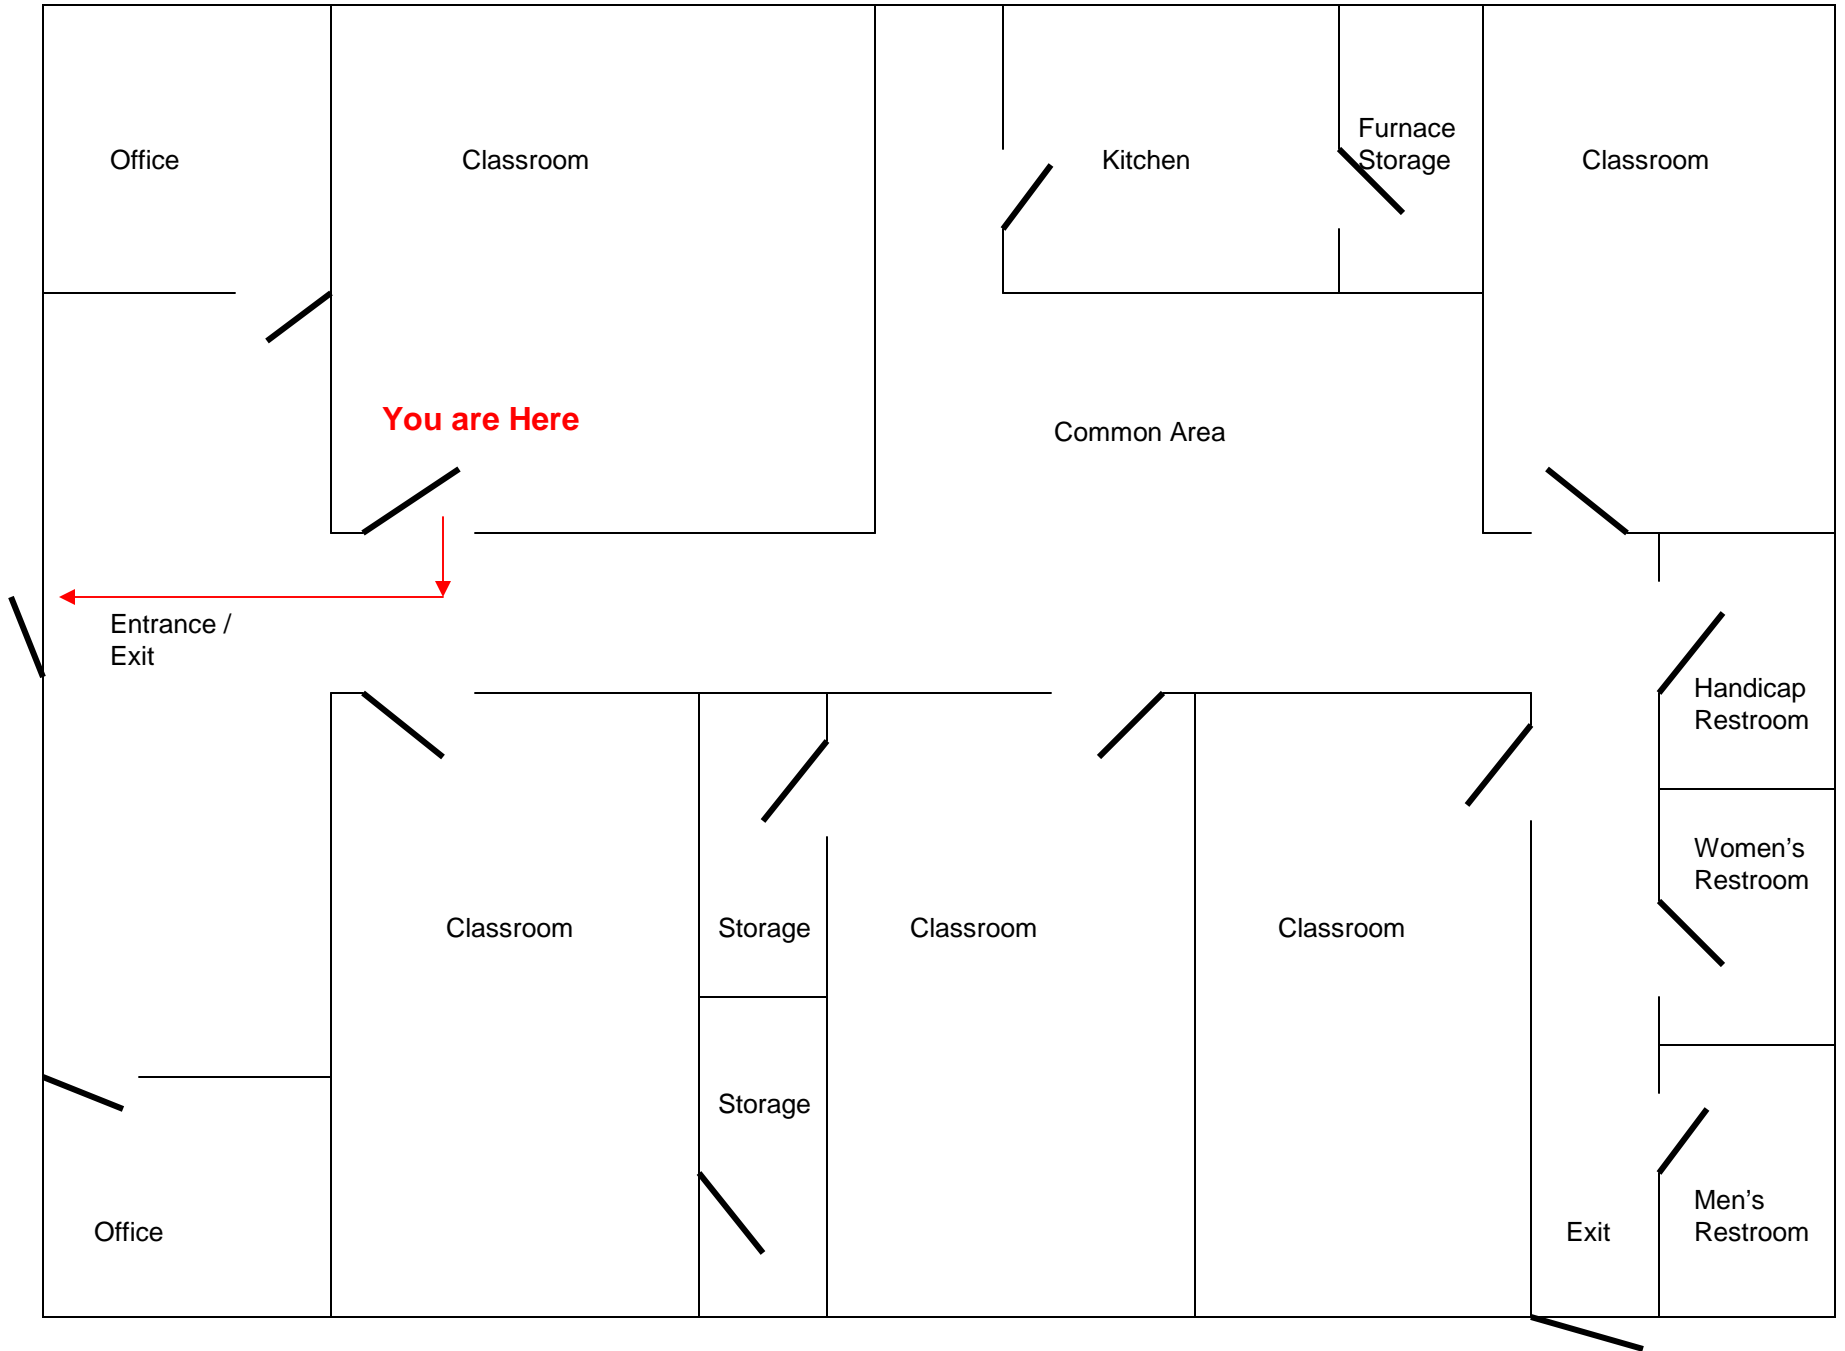 Office
Classroom
Kitchen
Furnace
Storage
Classroom
You are Here
Common Area
Entrance /
Exit
Handicap
Restroom
Women’s
Restroom
Classroom
Storage
Classroom
Classroom
Storage
Office
Exit
Men’s
Restroom